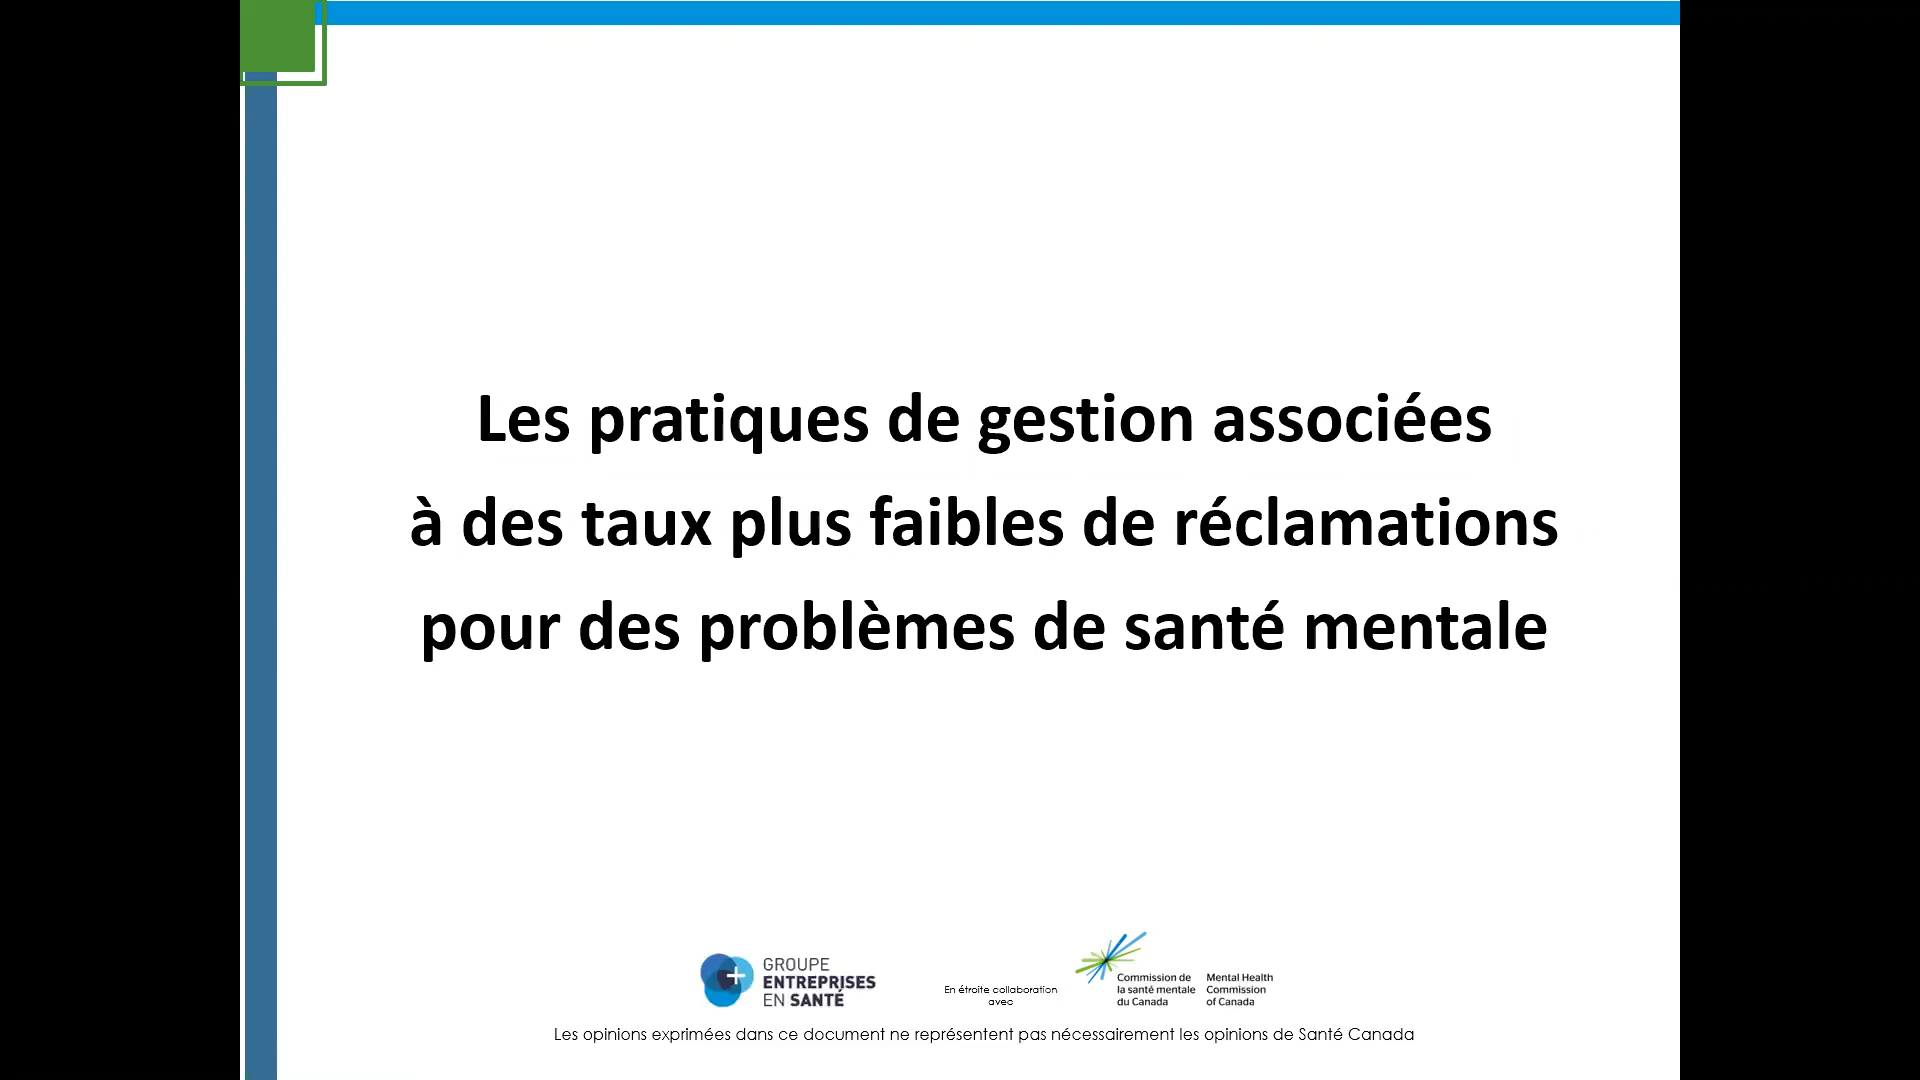 Les pratiques de gestion associées
à des taux plus faibles de réclamations
pour des problèmes de santé mentale
GROUPE
ENTREPRISES
EN SANTÉ
En étroite collaboration
avec
Commission de
la santé mentale
du Canada
Mental Health
Commission
of Canada
Les opinions exprimées dans ce document ne représentent pas nécessairement les opinions de Santé Canada